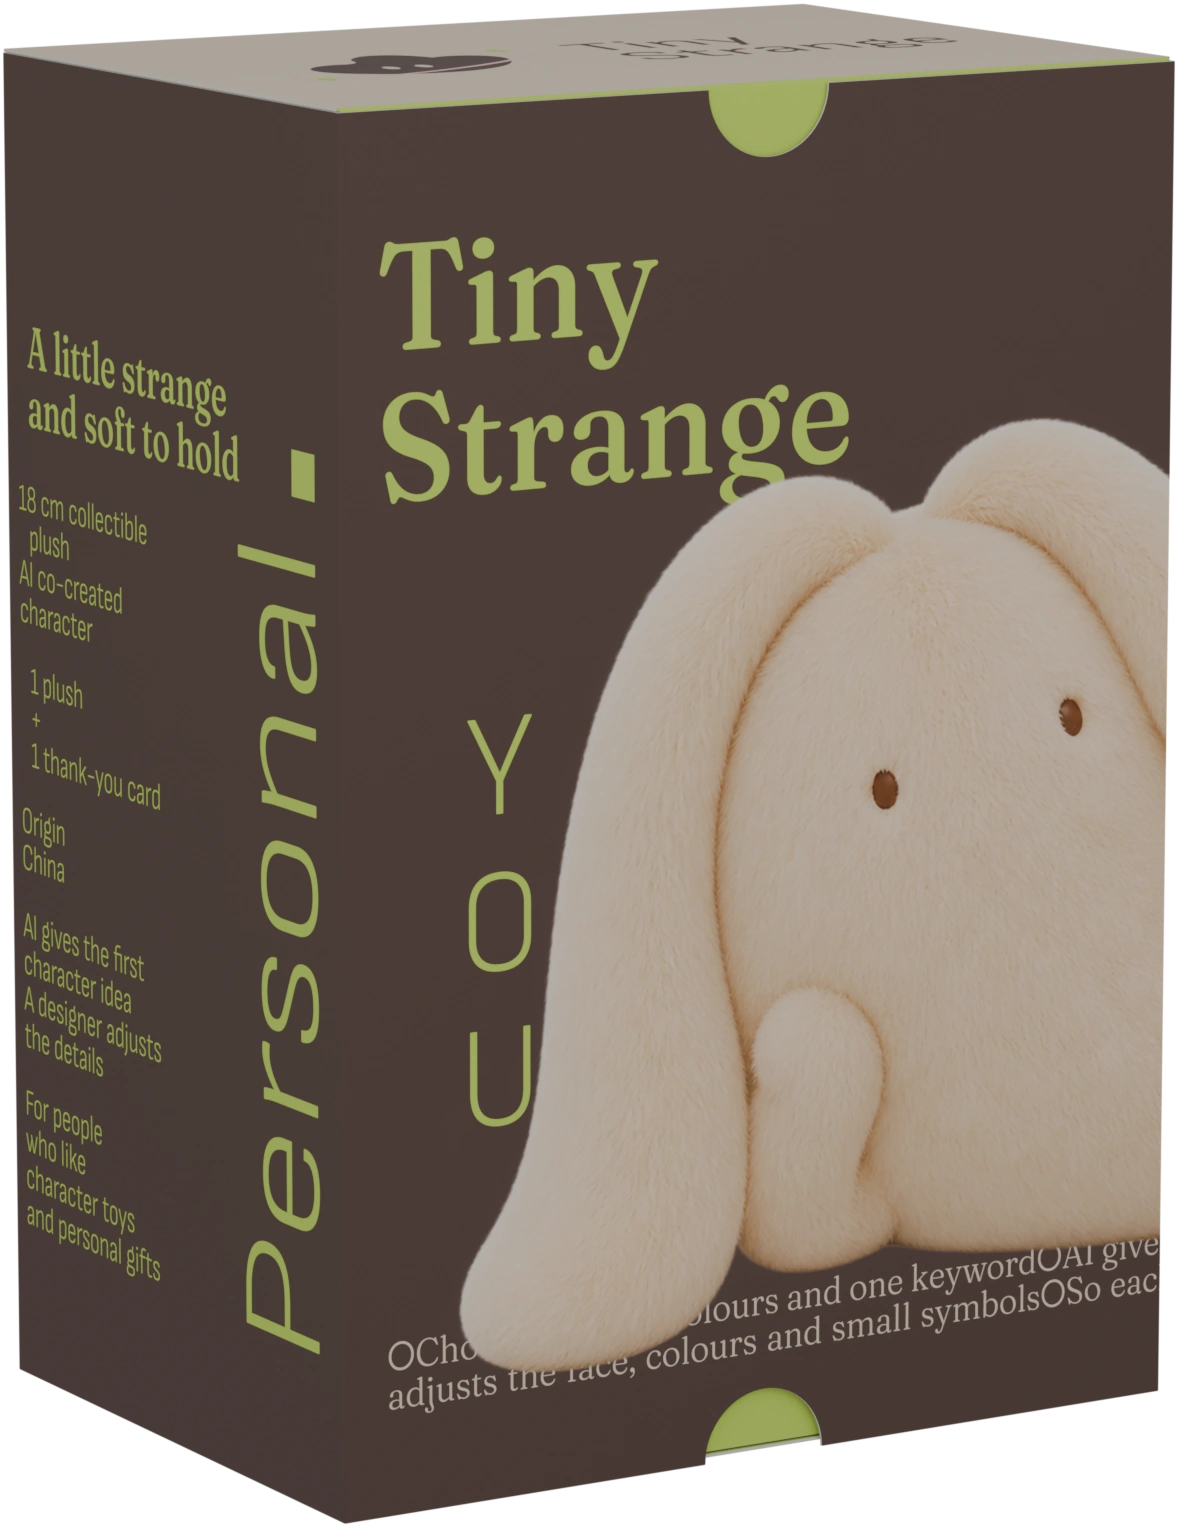 Tiny
Strange
Tiny
Strange
YOU
OCho lours and one keywordOAI give
adjusts the face, colours and small symbolsOSo eac
A little strange
and soft to hold
18 cm collectible
plush
AI co-created
character
1 plush
+
1 thank-you card
Origin
China
AI gives the first
character idea
A designer adjusts
the details
For people
who like
character toys
and personal gifts
Personal